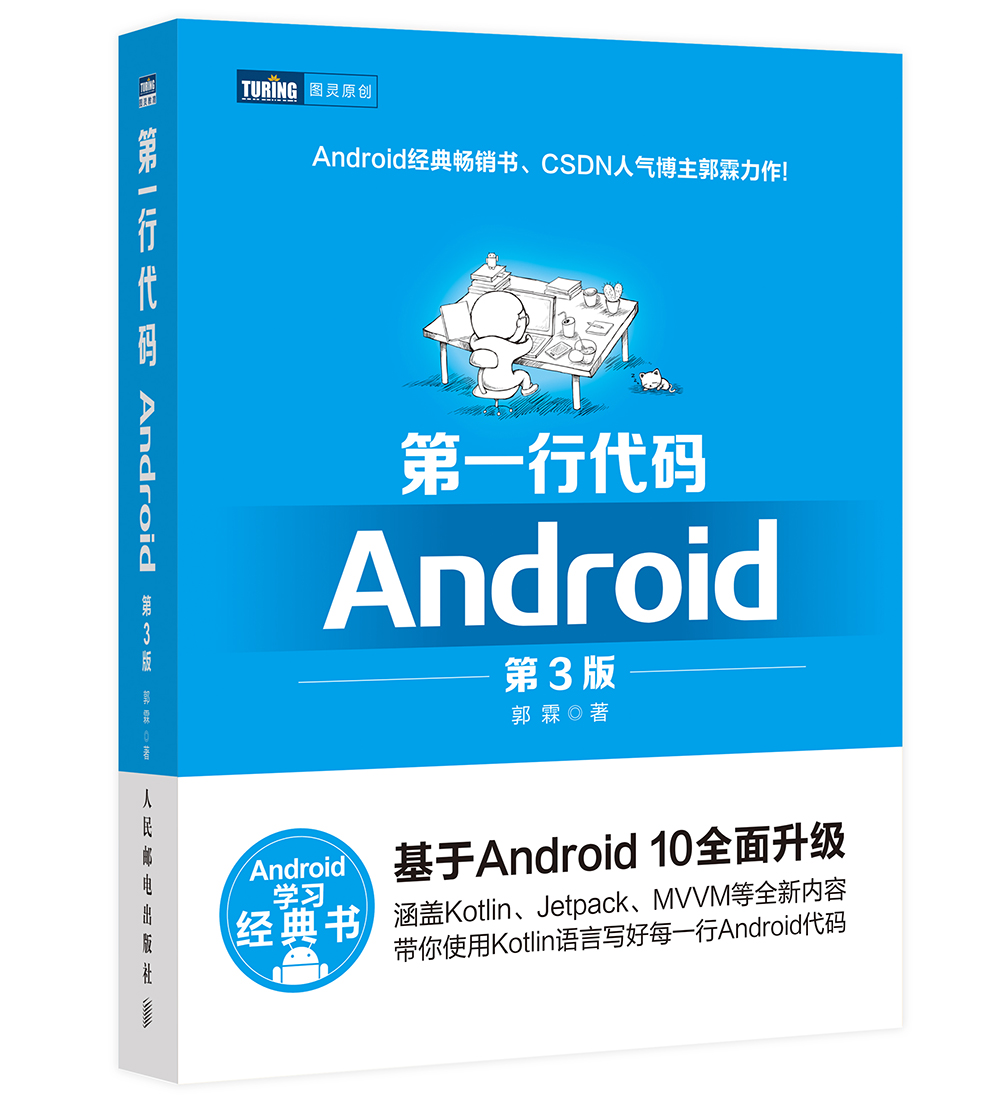 TURING 图灵原创
Android经典畅销书、CSDN人气博主郭霖力作!
第一行代码
Android
第3版
郭 霖◎著
Android
学习
经典书
基于Android 10全面升级
涵盖Kotlin、Jetpack、MVVM等全新内容
带你使用Kotlin语言写好每一行Android代码
TURING
图灵教育
第一行代码 Android 第3版 郭霖◎著 人民邮电出版社